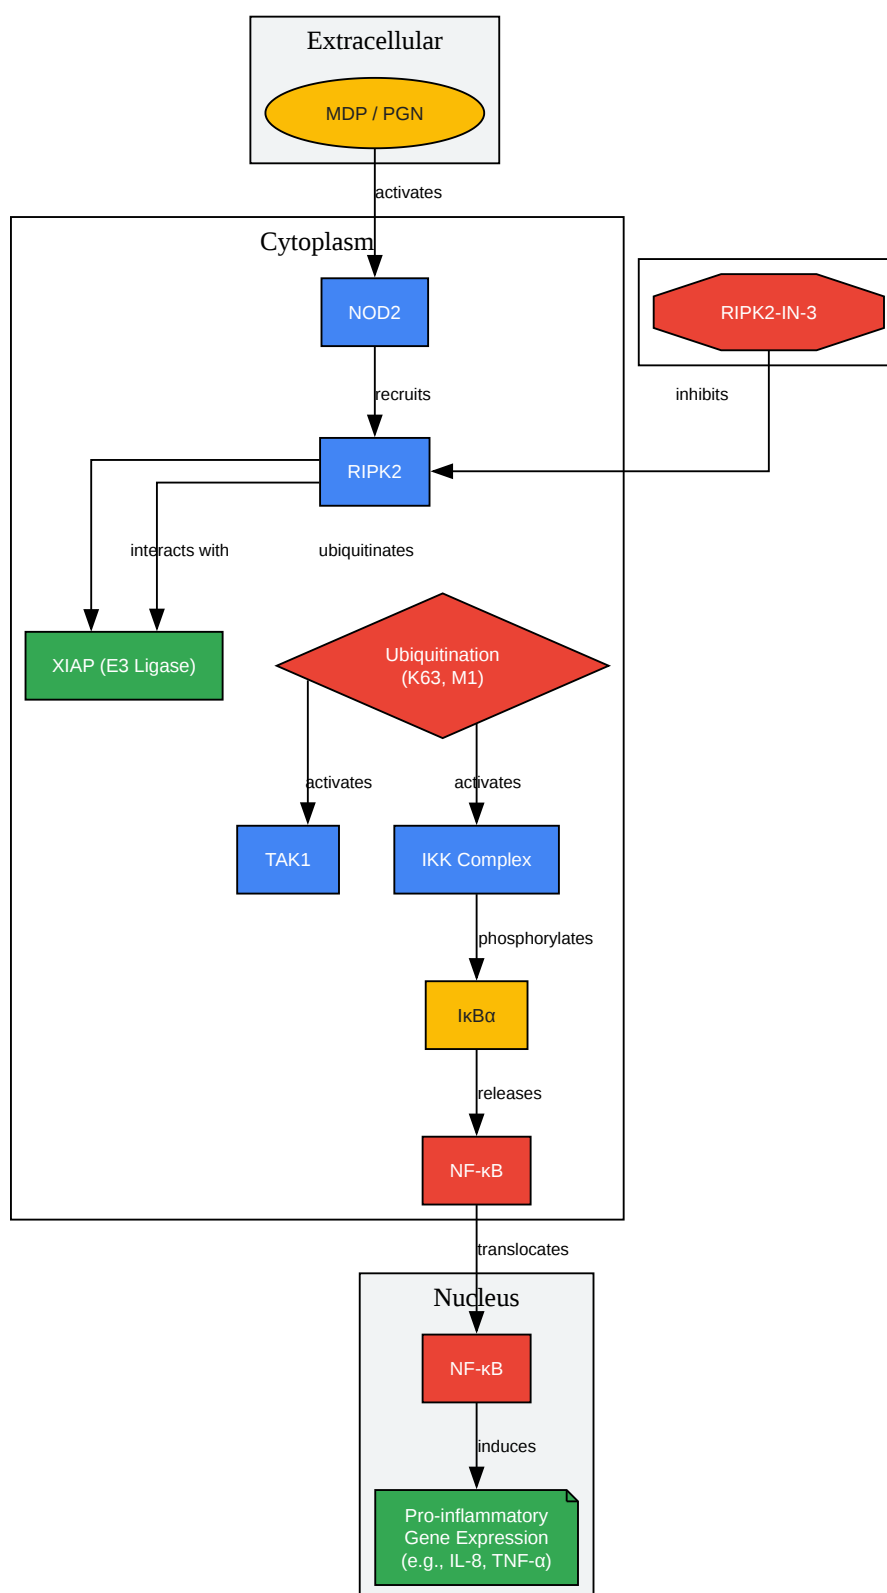 Extracellular
MDP / PGN
activates
Cytoplasm
NOD2
RIPK2-IN-3
recruits
inhibits
RIPK2
interacts with
ubiquitinates
XIAP (E3 Ligase)
Ubiquitination
(K63, M1)
activates
activates
TAK1
IKK Complex
phosphorylates
IκBα
releases
NF-κB
translocates
Nucleus
NF-κB
induces
Pro-inflammatory
Gene Expression
(e.g., IL-8, TNF-α)